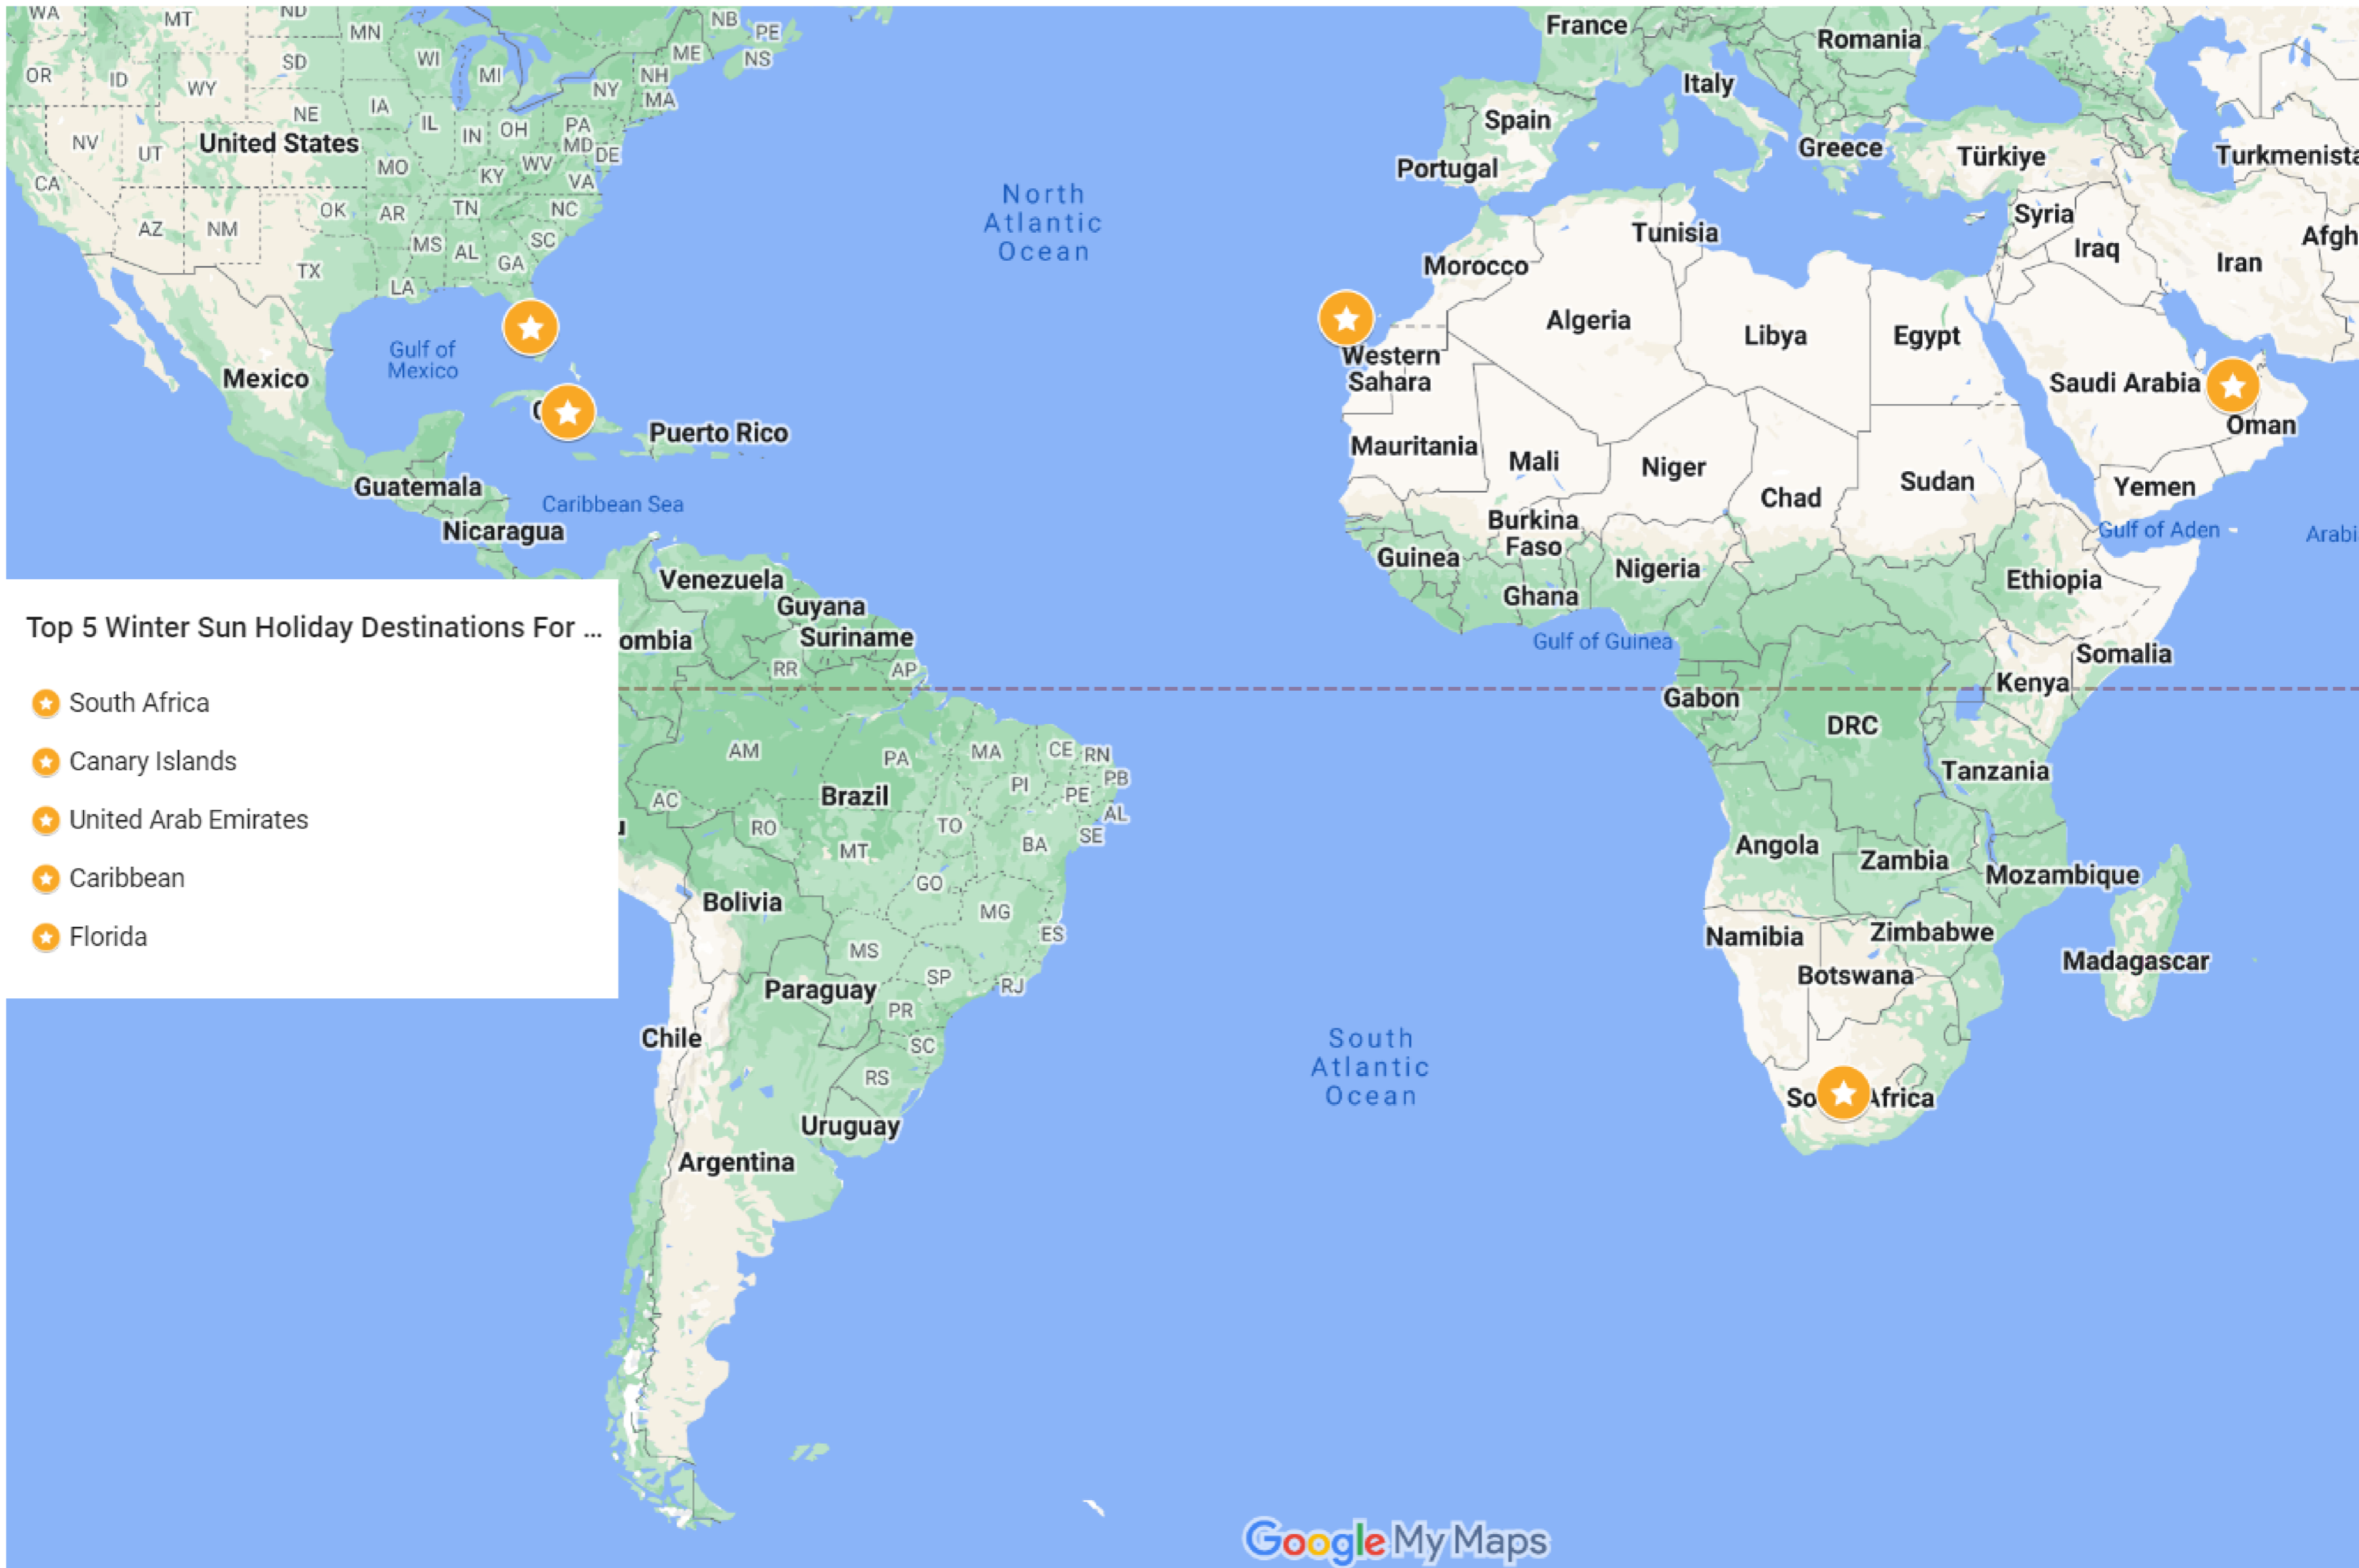 WA
MT
ND
MN
NB
PE
OR
ID
SD
WI
MI
ME
NS
WY
NH
NY
MA
NE
IA
IL
IN
OH
PA
NV
UT
United States
MD
DE
CA
MO
KY
WV
VA
AZ
NM
OK
AR
TN
NC
MS
AL
SC
GA
TX
LA
Gulf of
Mexico
Mexico
Puerto Rico
Guatemala
Caribbean Sea
Nicaragua
North
Atlantic
Ocean
France
Romania
Italy
Spain
Portugal
Greece
Türkiye
Turkmenista
Syria
Iraq
Iran
Afgh
Tunisia
Morocco
Algeria
Libya
Egypt
Western
Sahara
Saudi Arabia
Oman
Mauritania
Mali
Niger
Chad
Sudan
Yemen
Gulf of Aden
Arabi
Burkina
Faso
Guinea
Ghana
Nigeria
Ethiopia
Gulf of Guinea
Somalia
Gabon
Kenya
DRC
Tanzania
Angola
Zambia
Mozambique
Namibia
Zimbabwe
Botswana
Madagascar
So Africa
Venezuela
Guyana
Suriname
ombia
RR
AP
AM
PA
MA
CE
RN
PB
PI
PE
AC
Brazil
AL
RO
TO
SE
MT
BA
GO
Bolivia
MG
ES
MS
SP
Paraguay
RJ
PR
Chile
SC
RS
Uruguay
Argentina
South
Atlantic
Ocean
Top 5 Winter Sun Holiday Destinations For ...
South Africa
Canary Islands
United Arab Emirates
Caribbean
Florida
Google My Maps